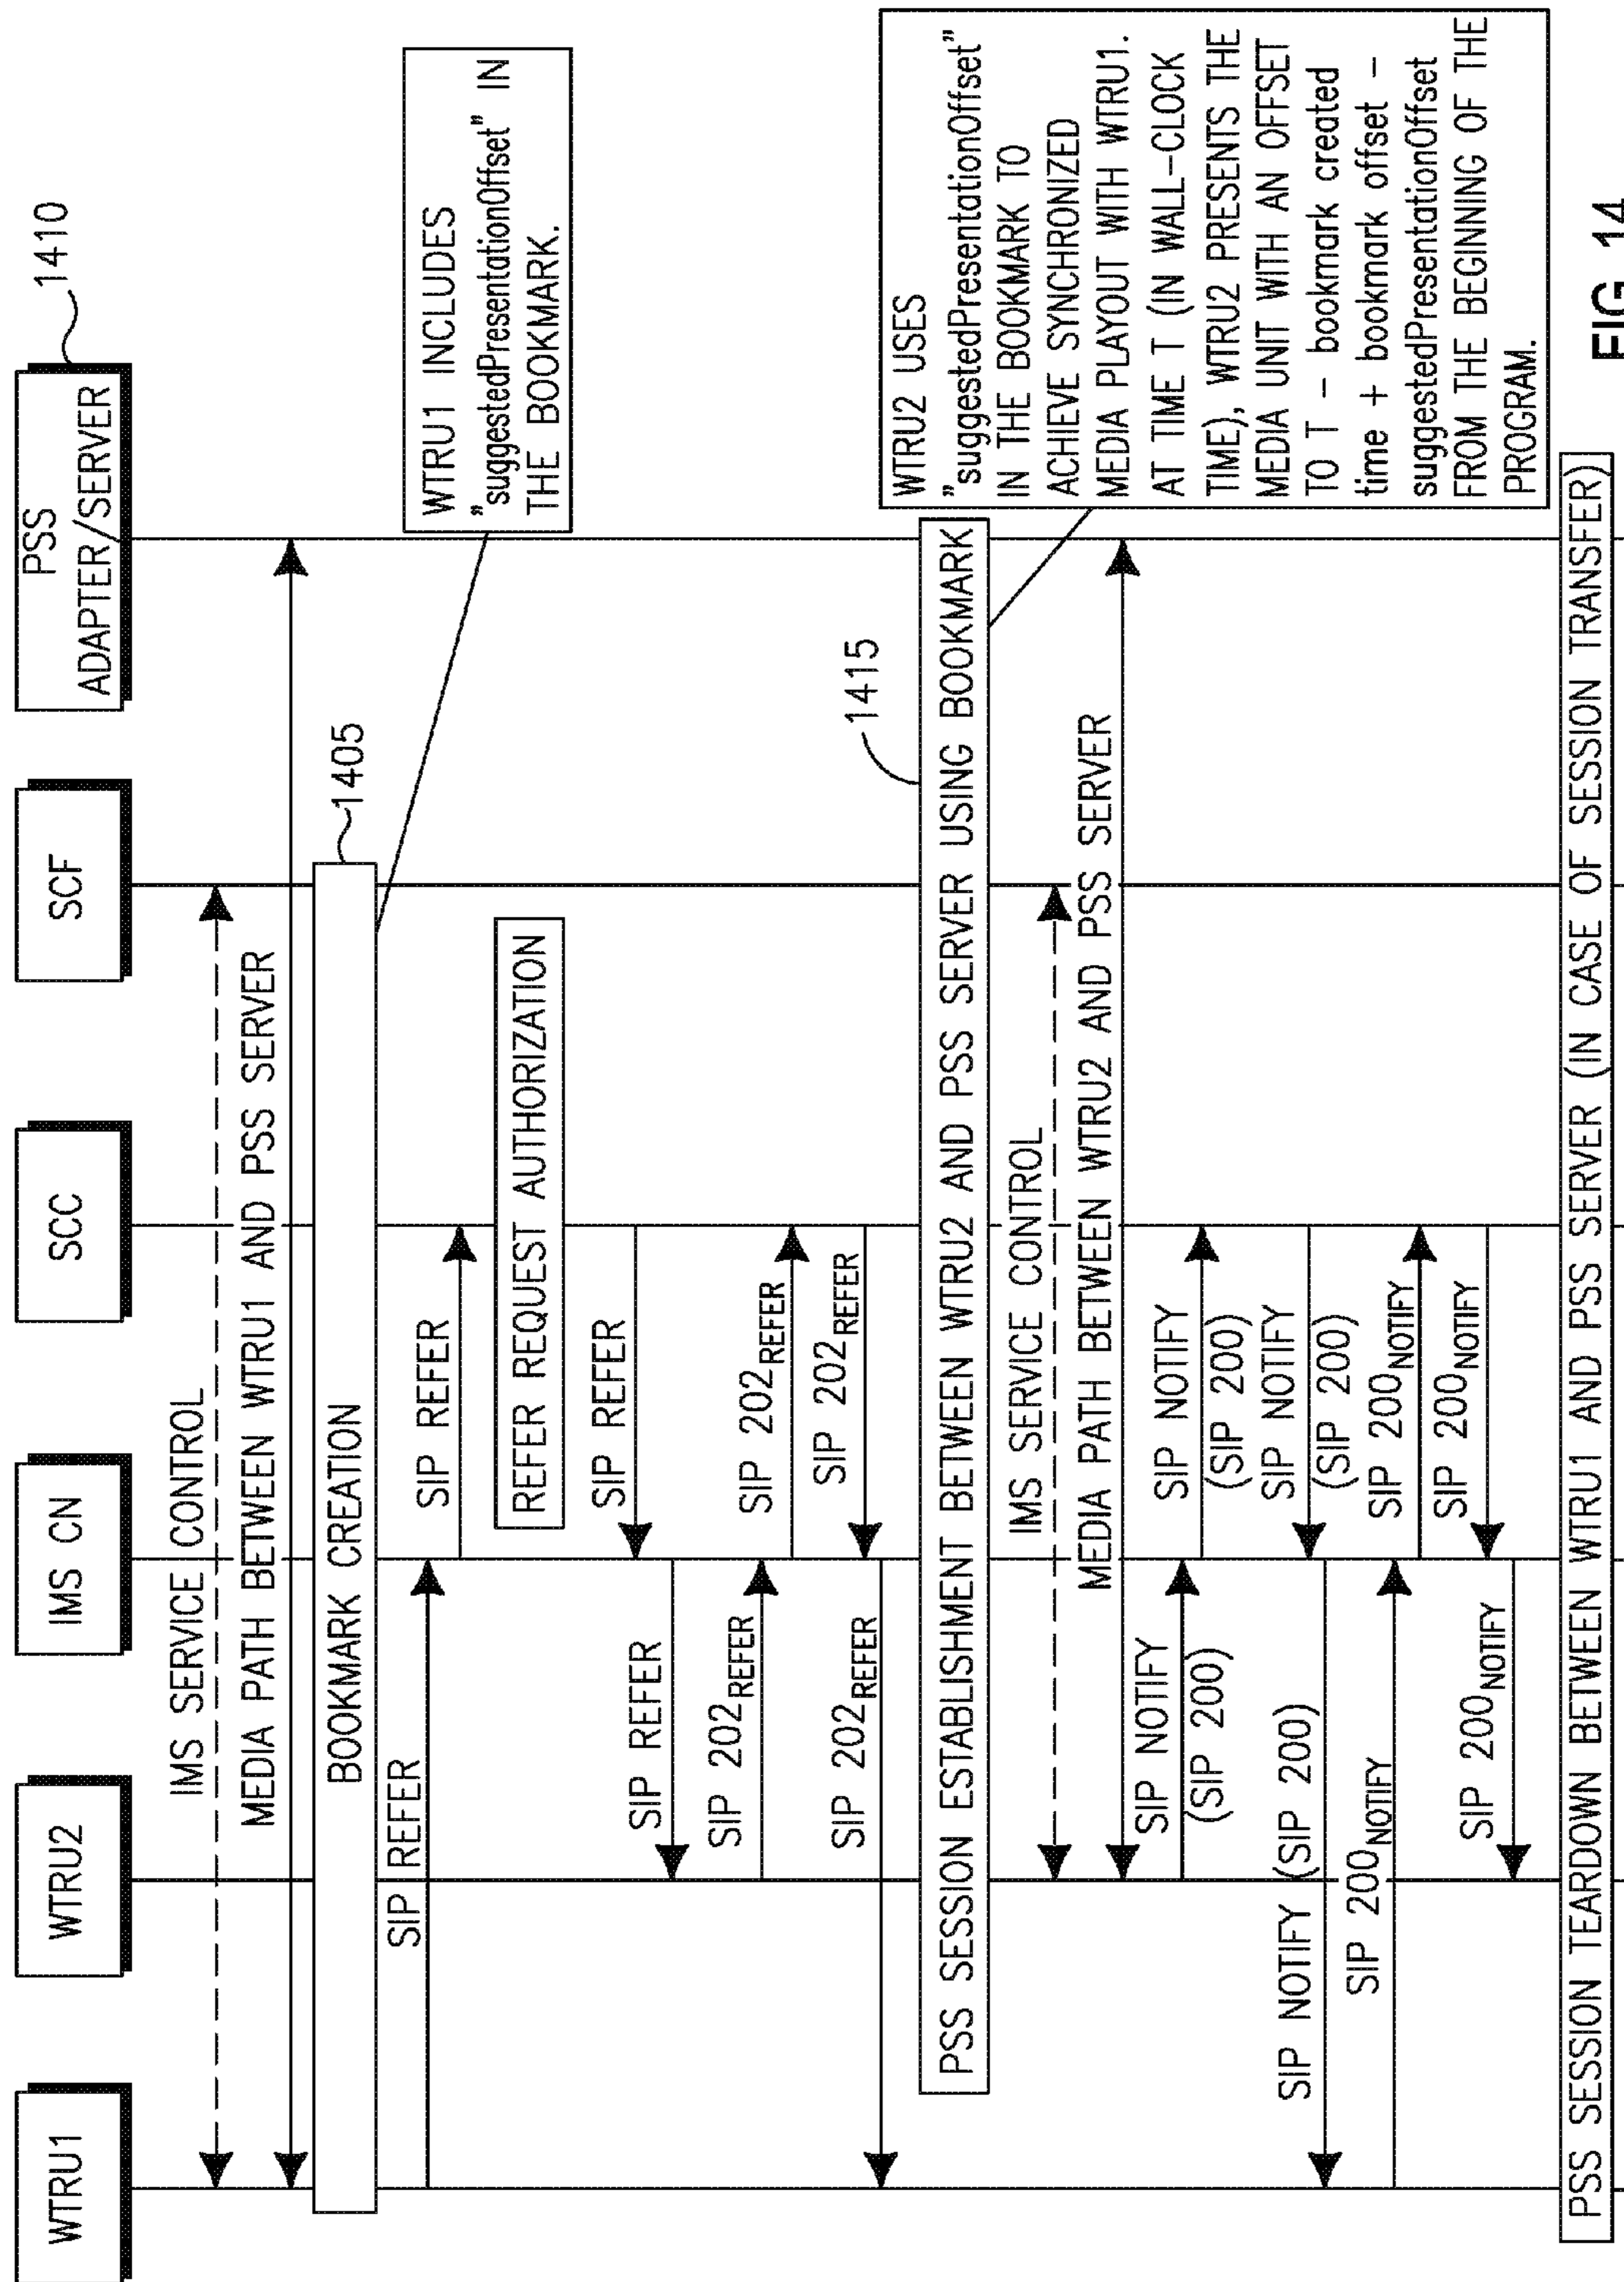 WTRU1
WTRU2
IMS CN
SCC
SCF
PSS
ADAPTER/SERVER
1410
IMS SERVICE CONTROL
MEDIA PATH BETWEEN WTRU1 AND PSS SERVER
BOOKMARK CREATION
1405
WTRU1 INCLUDES
"suggestedPresentationOffset" IN
THE BOOKMARK.
SIP REFER
SIP REFER
REFER REQUEST AUTHORIZATION
SIP REFER
SIP REFER
SIP 202REFER
SIP 202REFER
SIP 202REFER
SIP 202REFER
1415
PSS SESSION ESTABLISHMENT BETWEEN WTRU2 AND PSS SERVER USING BOOKMARK
WTRU2 USES
"suggestedPresentationOffset"
IN THE BOOKMARK TO
ACHIEVE SYNCHRONIZED
MEDIA PLAYOUT WITH WTRU1.
AT TIME T (IN WALL-CLOCK
TIME), WTRU2 PRESENTS THE
MEDIA UNIT WITH AN OFFSET
TO T - bookmark created
time + bookmark offset -
suggestedPresentationOffset
FROM THE BEGINNING OF THE
PROGRAM.
IMS SERVICE CONTROL
MEDIA PATH BETWEEN WTRU2 AND PSS SERVER
SIP NOTIFY
(SIP 200)
SIP NOTIFY
(SIP 200)
SIP NOTIFY
(SIP 200)
SIP NOTIFY (SIP 200)
SIP 200NOTIFY
SIP 200NOTIFY
SIP 200NOTIFY
SIP 200NOTIFY
PSS SESSION TEARDOWN BETWEEN WTRU1 AND PSS SERVER (IN CASE OF SESSION TRANSFER)
FIG. 14